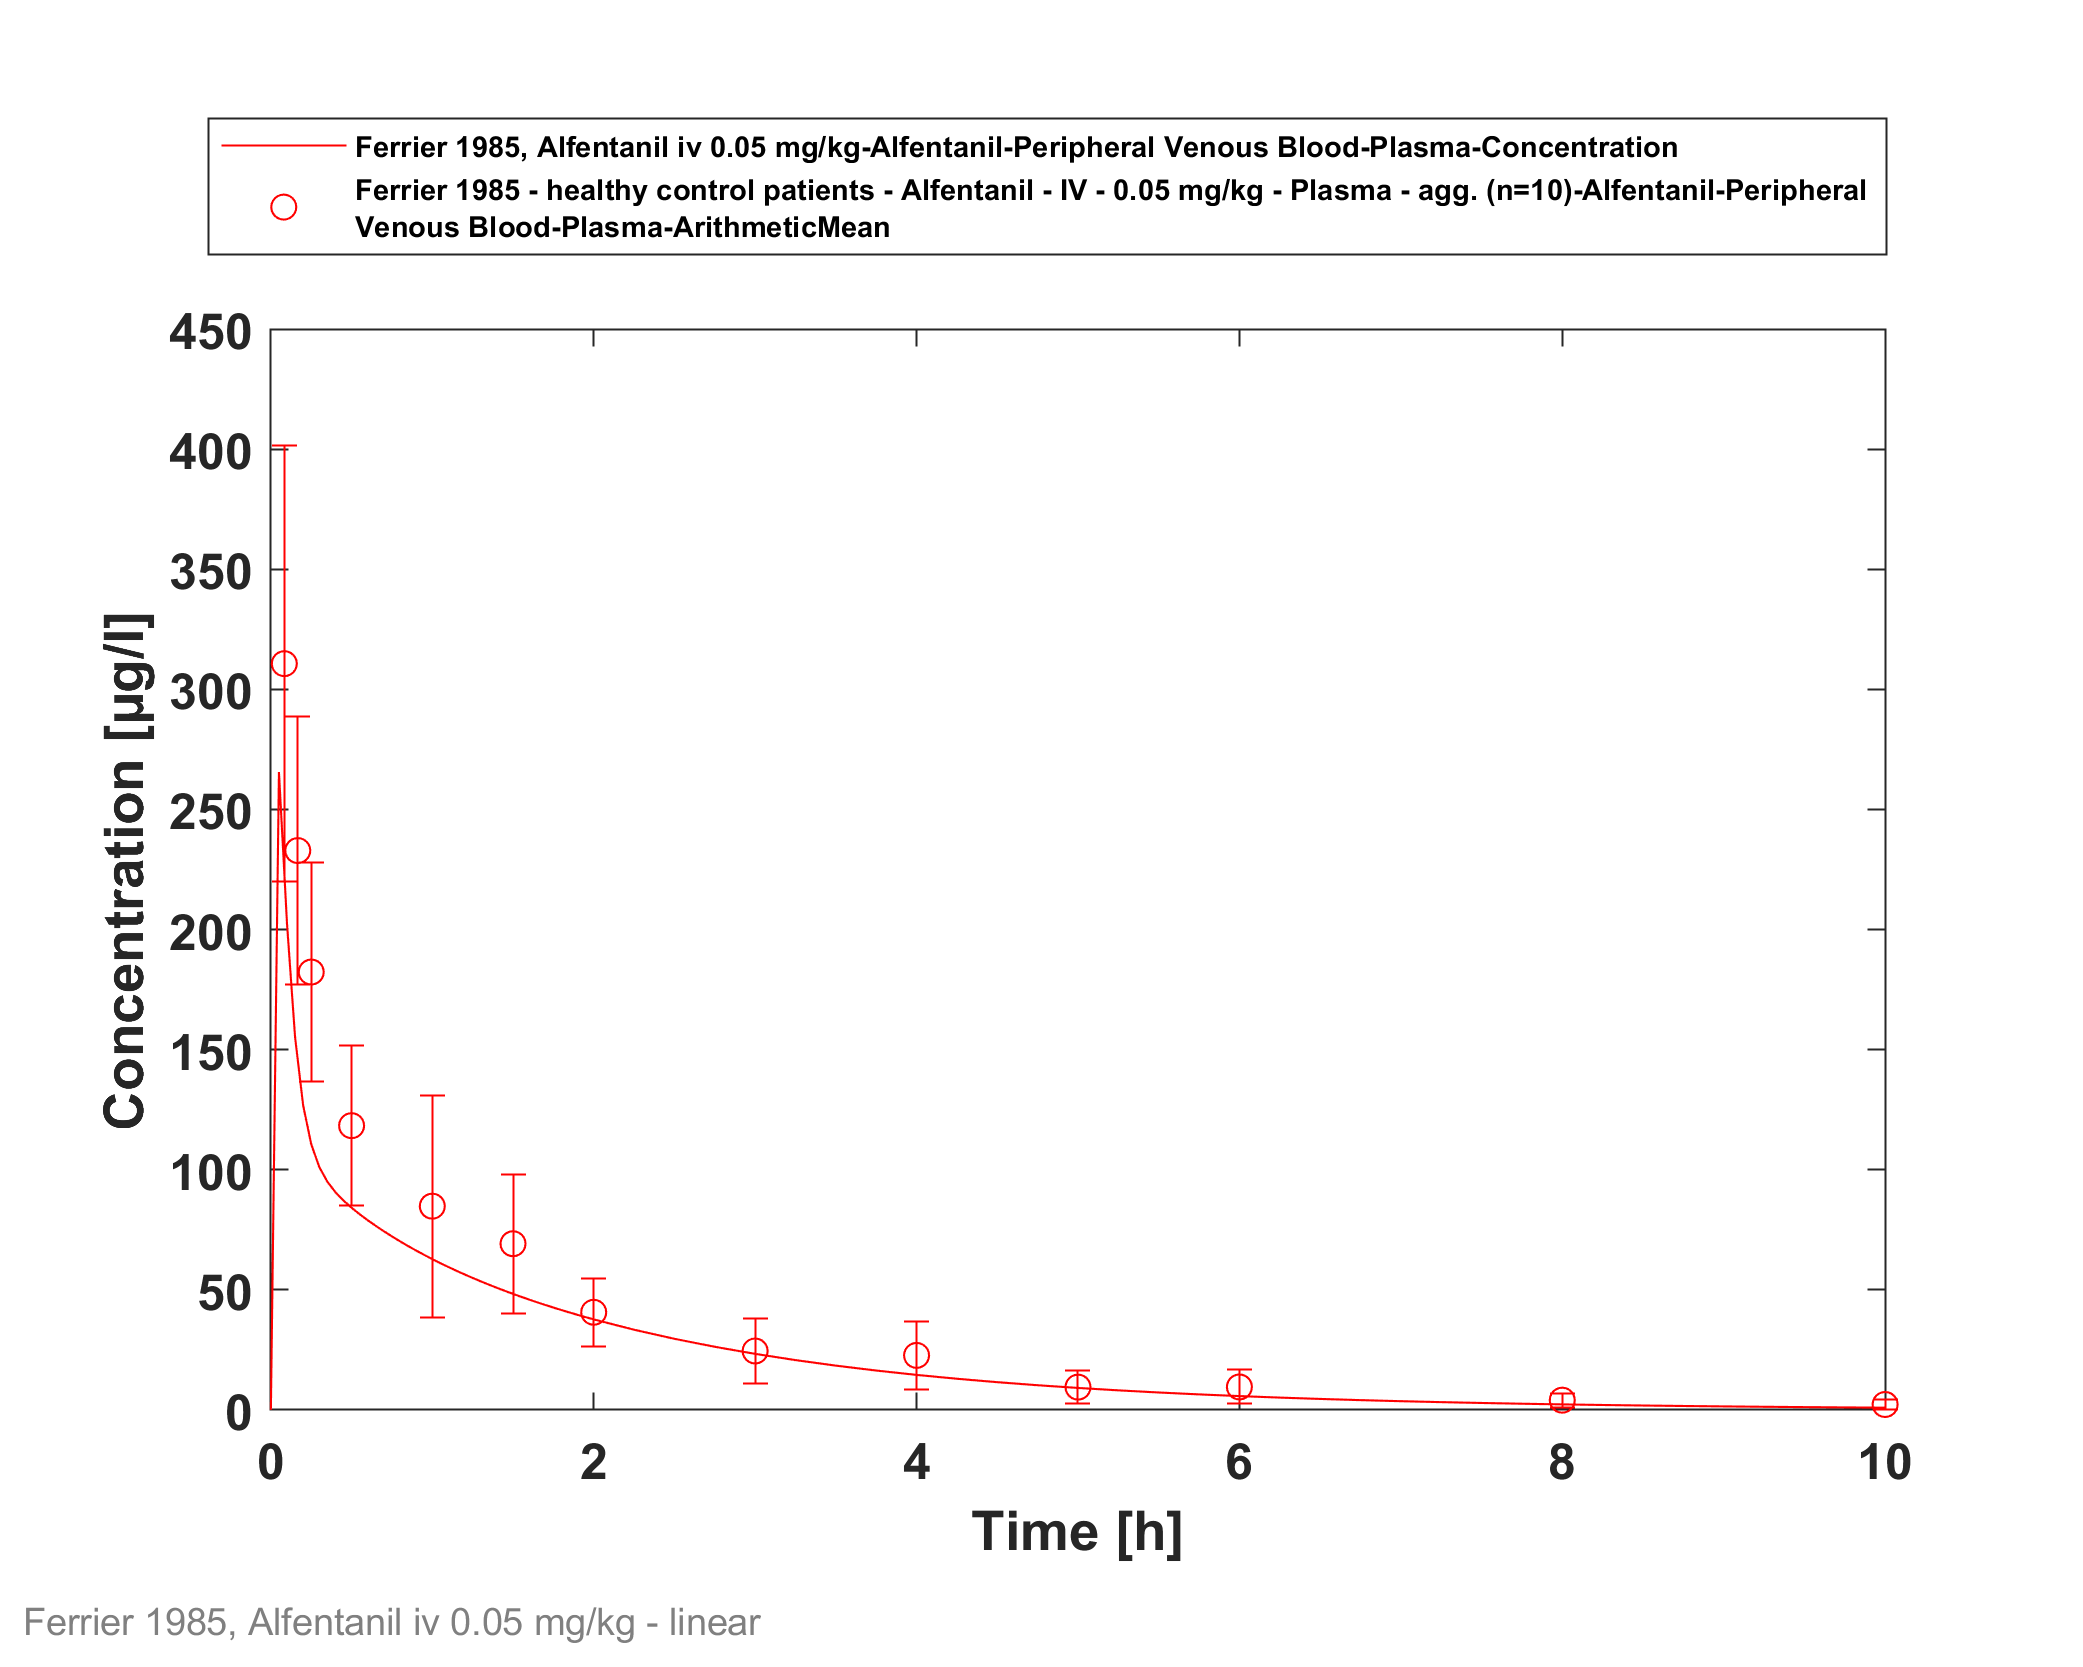 Ferrier 1985, Alfentanil iv 0.05 mg/kg-Alfentanil-Peripheral Venous Blood-Plasma-Concentration
Ferrier 1985 - healthy control patients - Alfentanil - IV - 0.05 mg/kg - Plasma - agg. (n=10)-Alfentanil-Peripheral
Venous Blood-Plasma-ArithmeticMean
450
400
350
300
250
200
150
100
50
0
Concentration [µg/l]
0 2 4 6 8 10
Time [h]
Ferrier 1985, Alfentanil iv 0.05 mg/kg - linear